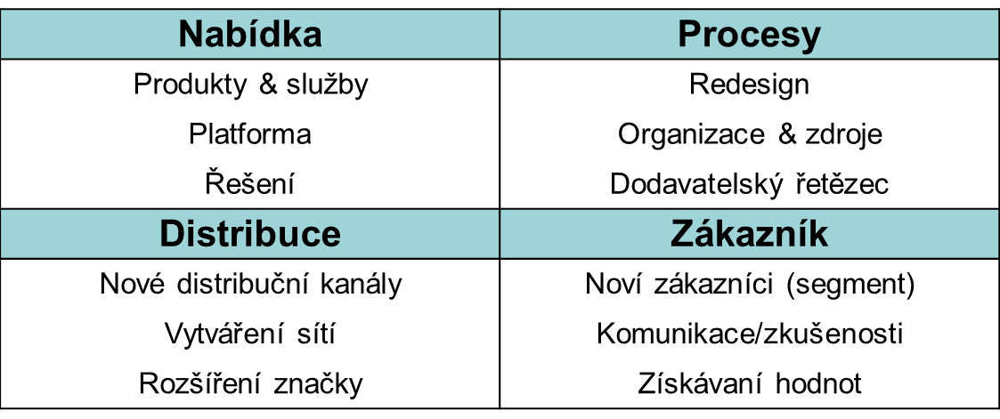 Nabídka
Procesy
Produkty & služby
Redesign
Platforma
Organizace & zdroje
Řešení
Dodavatelský řetězec
Distribuce
Zákazník
Nové distribuční kanály
Noví zákazníci (segment)
Vytváření sítí
Komunikace/zkušenosti
Rozšíření značky
Získávaní hodnot